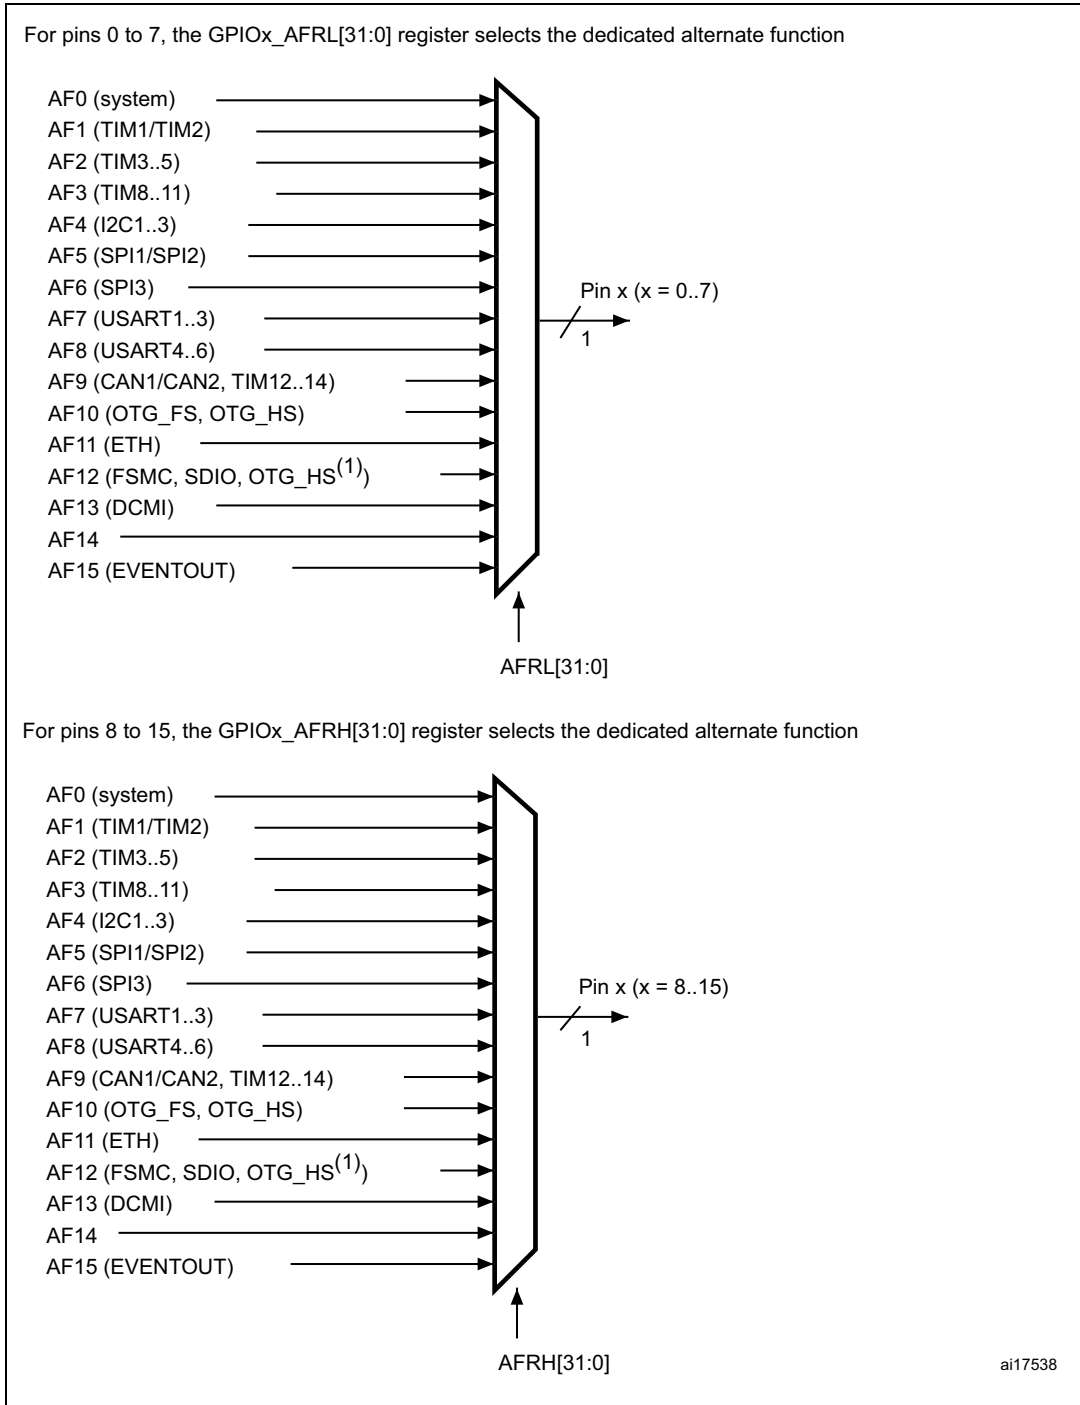 For pins 0 to 7, the GPIOx_AFRL[31:0] register selects the dedicated alternate function
AF0 (system)
AF1 (TIM1/TIM2)
AF2 (TIM3..5)
AF3 (TIM8..11)
AF4 (I2C1..3)
AF5 (SPI1/SPI2)
AF6 (SPI3)
AF7 (USART1..3)
AF8 (USART4..6)
AF9 (CAN1/CAN2, TIM12..14)
AF10 (OTG_FS, OTG_HS)
AF11 (ETH)
AF12 (FSMC, SDIO, OTG_HS(1))
AF13 (DCMI)
AF14
AF15 (EVENTOUT)
Pin x (x = 0..7)
1
AFRL[31:0]
For pins 8 to 15, the GPIOx_AFRH[31:0] register selects the dedicated alternate function
AF0 (system)
AF1 (TIM1/TIM2)
AF2 (TIM3..5)
AF3 (TIM8..11)
AF4 (I2C1..3)
AF5 (SPI1/SPI2)
AF6 (SPI3)
AF7 (USART1..3)
AF8 (USART4..6)
AF9 (CAN1/CAN2, TIM12..14)
AF10 (OTG_FS, OTG_HS)
AF11 (ETH)
AF12 (FSMC, SDIO, OTG_HS(1))
AF13 (DCMI)
AF14
AF15 (EVENTOUT)
Pin x (x = 8..15)
1
AFRH[31:0]
ai17538